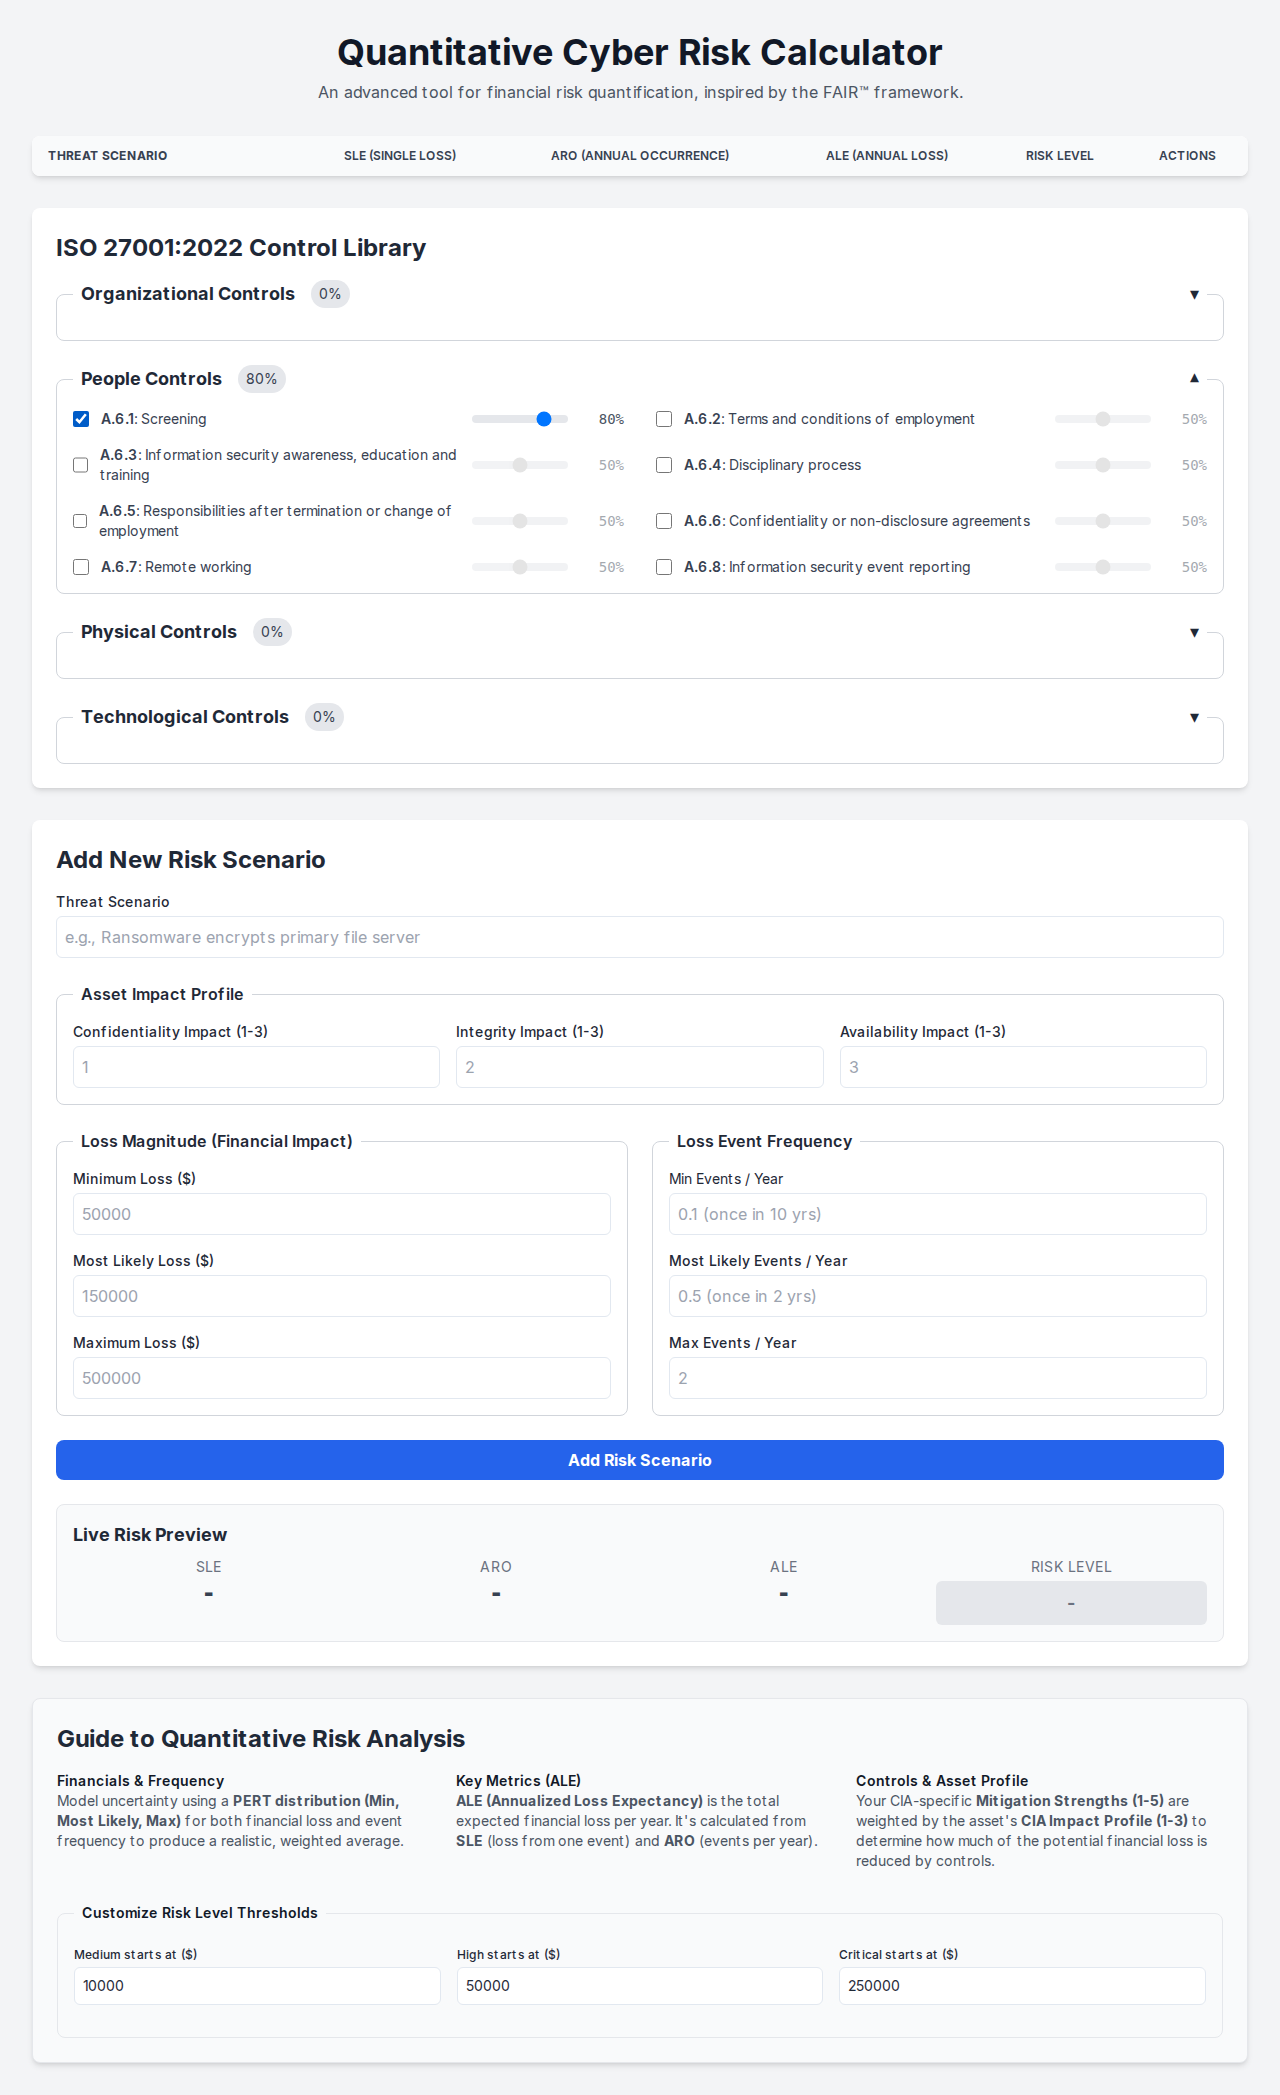 Quantitative Cyber Risk Calculator
An advanced tool for financial risk quantification, inspired by the FAIR™ framework.
THREAT SCENARIO SLE (SINGLE LOSS) ARO (ANNUAL OCCURRENCE) ALE (ANNUAL LOSS) RISK LEVEL ACTIONS
ISO 27001:2022 Control Library
Organizational Controls 0% ▼
People Controls 80% ▲
A.6.1: Screening 80% A.6.2: Terms and conditions of employment 50%
A.6.3: Information security awareness, education and
training 50% A.6.4: Disciplinary process 50%
A.6.5: Responsibilities after termination or change of
employment 50% A.6.6: Confidentiality or non-disclosure agreements 50%
A.6.7: Remote working 50% A.6.8: Information security event reporting 50%
Physical Controls 0% ▼
Technological Controls 0% ▼
Add New Risk Scenario
Threat Scenario
e.g., Ransomware encrypts primary file server
Asset Impact Profile
Confidentiality Impact (1-3) Integrity Impact (1-3) Availability Impact (1-3)
1 2 3
Loss Magnitude (Financial Impact)
Minimum Loss ($)
50000
Most Likely Loss ($)
150000
Maximum Loss ($)
500000
Loss Event Frequency
Min Events / Year
0.1 (once in 10 yrs)
Most Likely Events / Year
0.5 (once in 2 yrs)
Max Events / Year
2
Add Risk Scenario
Live Risk Preview
SLE ARO ALE RISK LEVEL
- - - -
Guide to Quantitative Risk Analysis
Financials & Frequency
Model uncertainty using a PERT distribution (Min,
Most Likely, Max) for both financial loss and event
frequency to produce a realistic, weighted average.
Key Metrics (ALE)
ALE (Annualized Loss Expectancy) is the total
expected financial loss per year. It's calculated from
SLE (loss from one event) and ARO (events per year).
Controls & Asset Profile
Your CIA-specific Mitigation Strengths (1-5) are
weighted by the asset's CIA Impact Profile (1-3) to
determine how much of the potential financial loss is
reduced by controls.
Customize Risk Level Thresholds
Medium starts at ($) High starts at ($) Critical starts at ($)
10000 50000 250000